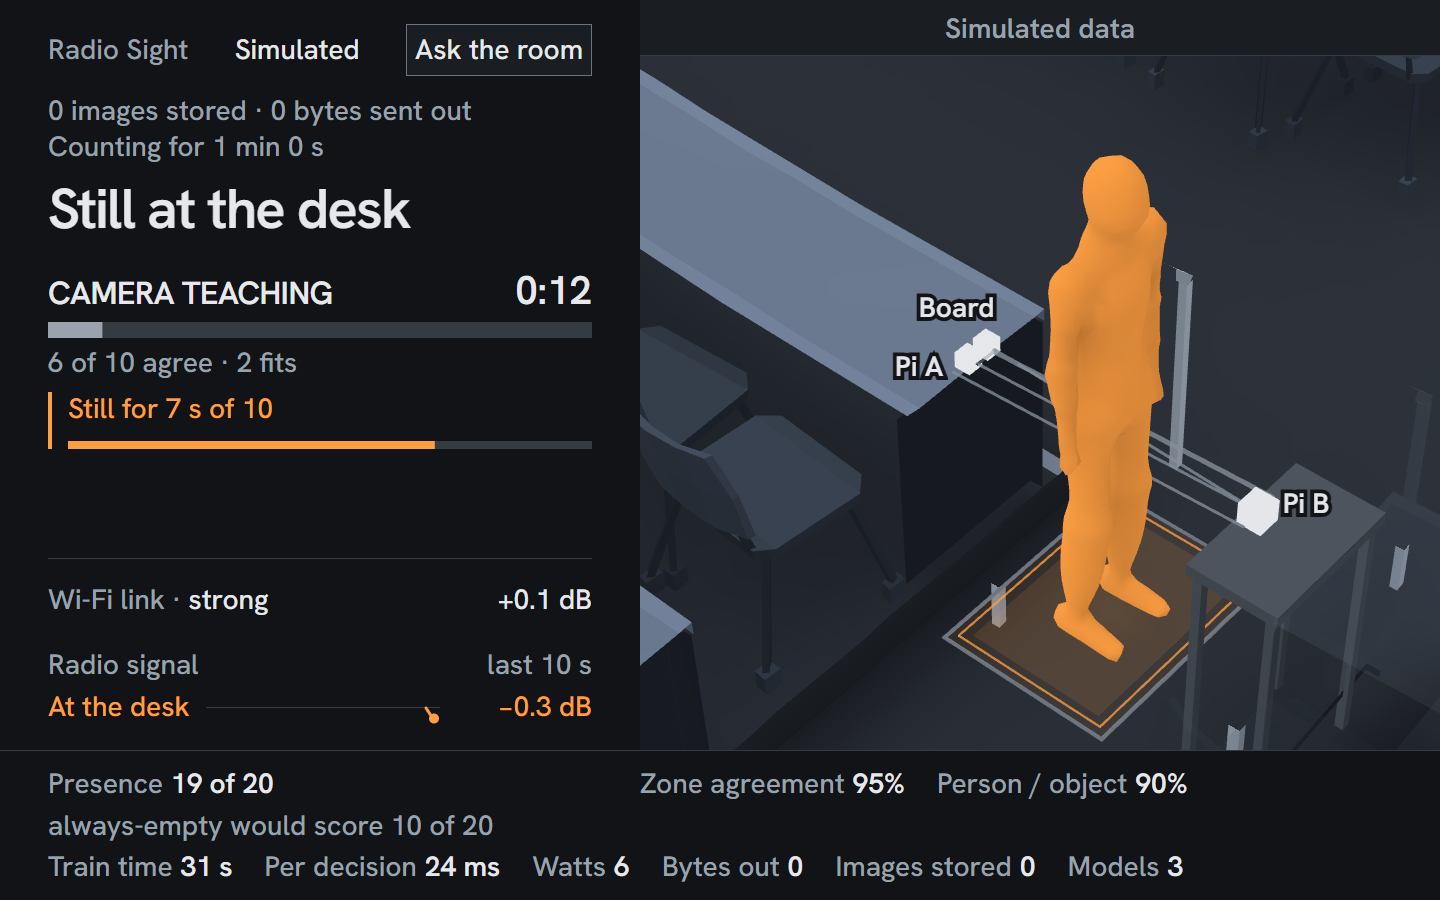 Radio Sight Simulated Ask the room
0 images stored · 0 bytes sent out
Counting for 1 min 0 s
Still at the desk
CAMERA TEACHING 0:12
6 of 10 agree · 2 fits
Still for 7 s of 10
Wi-Fi link · strong +0.1 dB
Radio signal last 10 s
At the desk −0.3 dB
Simulated data
Board
Pi A
Pi B
Presence 19 of 20 Zone agreement 95% Person / object 90%
always-empty would score 10 of 20
Train time 31 s Per decision 24 ms Watts 6 Bytes out 0 Images stored 0 Models 3